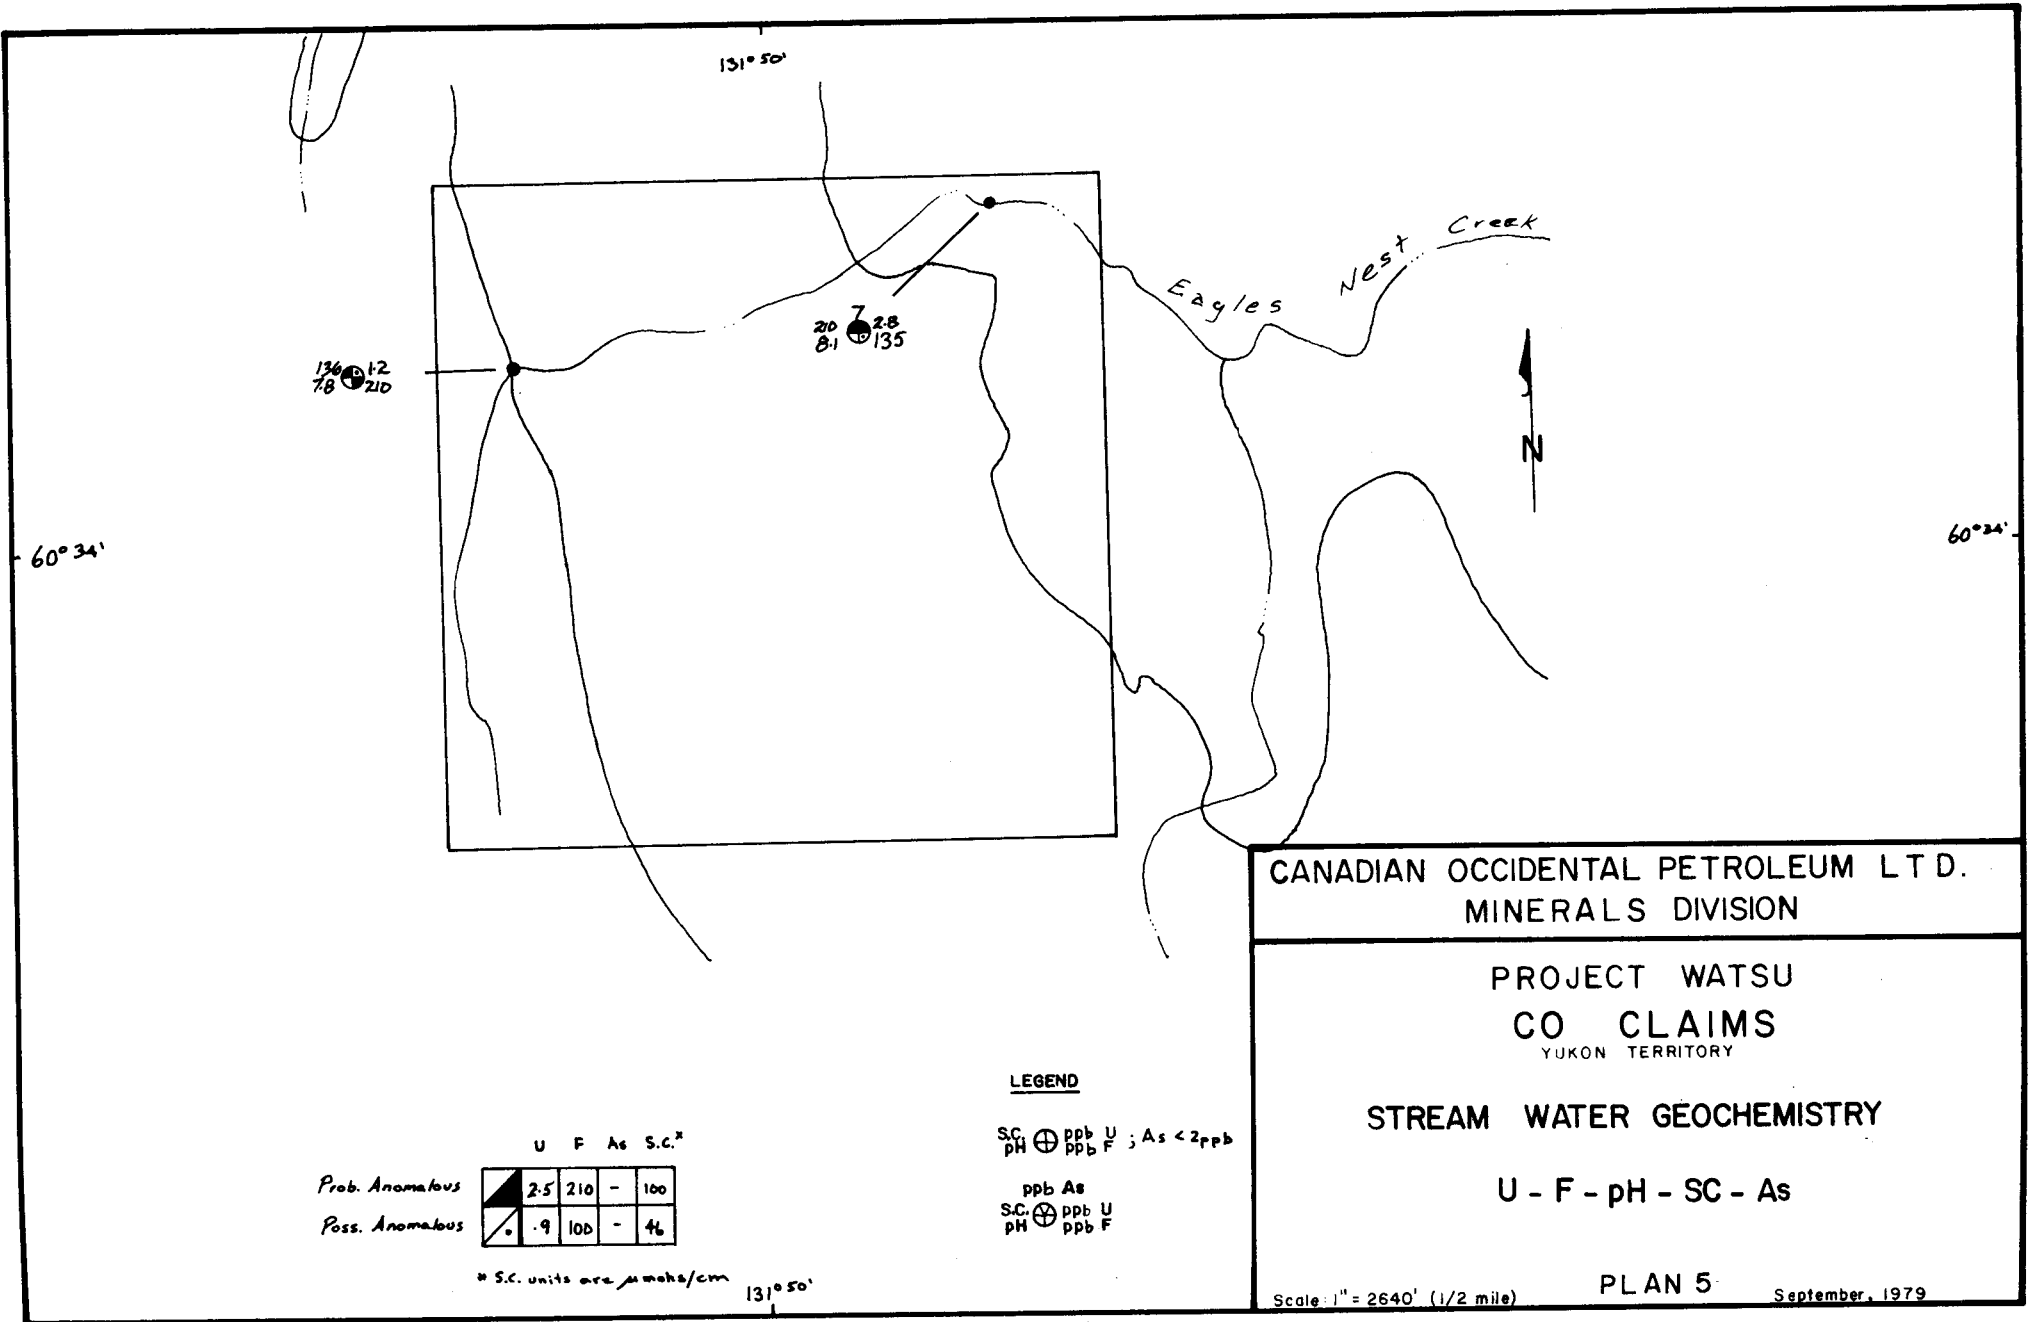 131° 50'
Eagles Nest Creek
7
210 2.8
8.1 135
136 1.2
7.8 210
N
60° 34'
60° 34'
CANADIAN OCCIDENTAL PETROLEUM LTD.
MINERALS DIVISION
PROJECT WATSU
CO CLAIMS
YUKON TERRITORY
STREAM WATER GEOCHEMISTRY
U - F - pH - SC - As
PLAN 5
Scale: 1" = 2640' (1/2 mile)
September, 1979
LEGEND
S.C. ppb U ; As < 2ppb
pH ppb F
ppb As
S.C. ppb U
pH ppb F
U F As S.C.*
Prob. Anomalous 2.5 210 - 100
Poss. Anomalous .9 100 - 46
* S.C. units are µmohs/cm
131° 50'